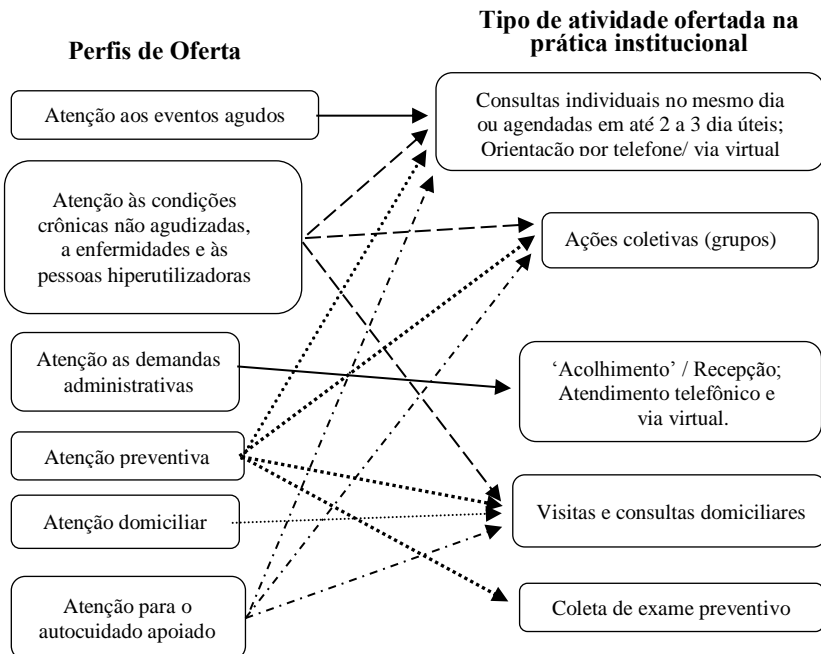 Perfis de Oferta
Atenção aos eventos agudos
Atenção às condições
crônicas não agudizadas,
a enfermidades e às
pessoas hiperutilizadoras
Atenção as demandas
administrativas
Atenção preventiva
Atenção domiciliar
Atenção para o
autocuidado apoiado
Tipo de atividade ofertada na
prática institucional
Consultas individuais no mesmo dia
ou agendadas em até 2 a 3 dia úteis;
Orientação por telefone/ via virtual
Ações coletivas (grupos)
‘Acolhimento’ / Recepção;
Atendimento telefônico e
via virtual.
Visitas e consultas domiciliares
Coleta de exame preventivo